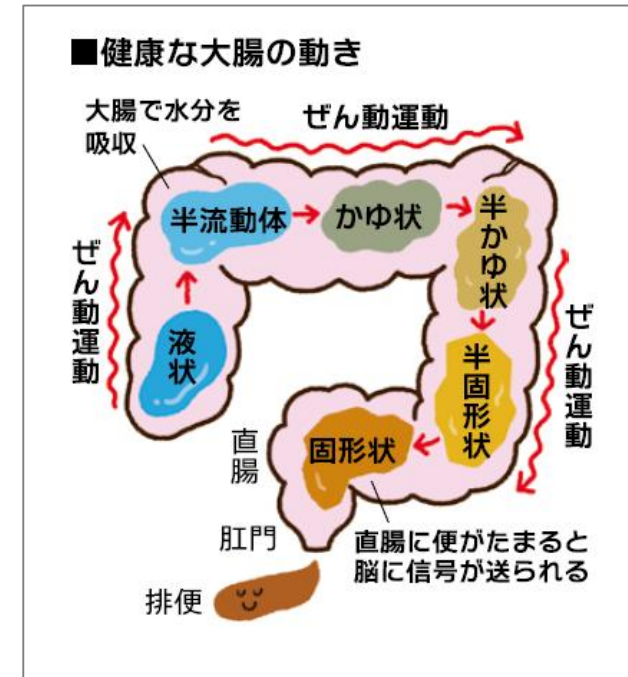 ■健康な大腸の動き
大腸で水分を
吸収
ぜん動運動
ぜん動運動
液状
半流動体
かゆ状
半かゆ状
半固形状
ぜん動運動
固形状
直腸
肛門
直腸に便がたまると
脳に信号が送られる
排便